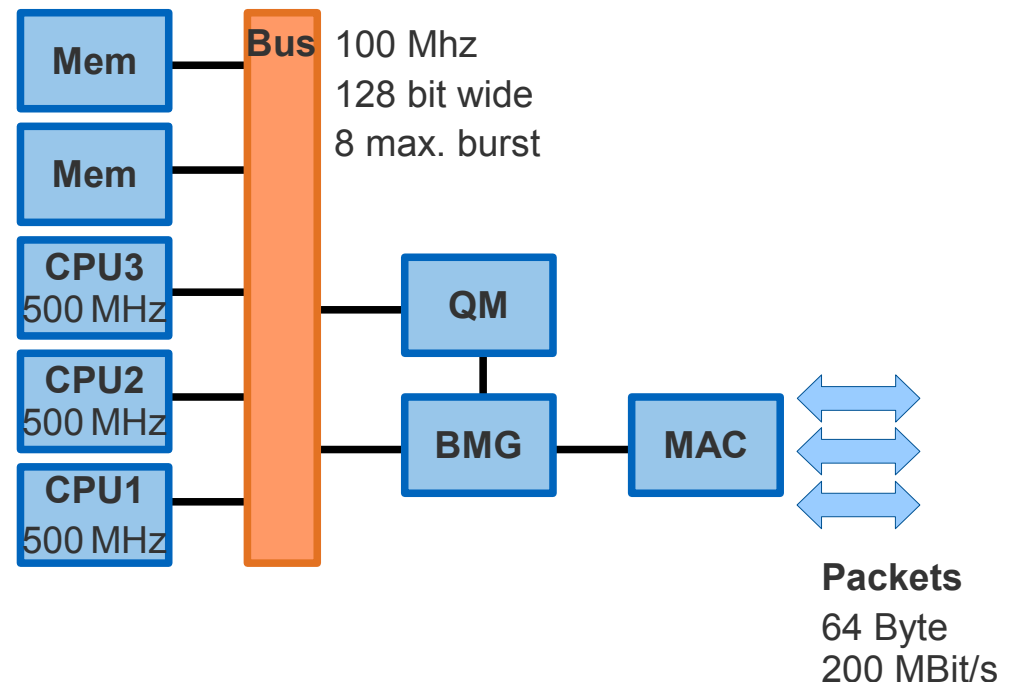 Mem
Bus
100 Mhz
128 bit wide
8 max. burst
Mem
CPU3
500 MHz
QM
CPU2
500 MHz
BMG
MAC
CPU1
500 MHz
Packets
64 Byte
200 MBit/s